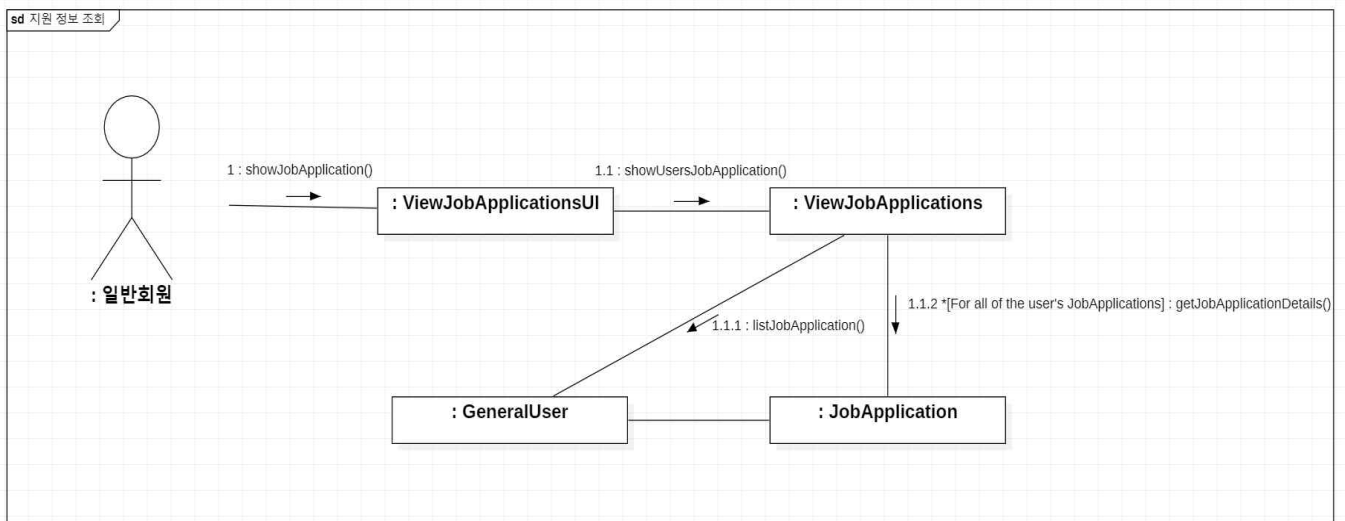 sd 지원 정보 조회
1 : showJobApplication()
1.1 : showUsersJobApplication()
: ViewJobApplicationsUI
: ViewJobApplications
: 일반회원
1.1.2 *[For all of the user's JobApplications] : getJobApplicationDetails()
1.1.1 : listJobApplication()
: GeneralUser
: JobApplication